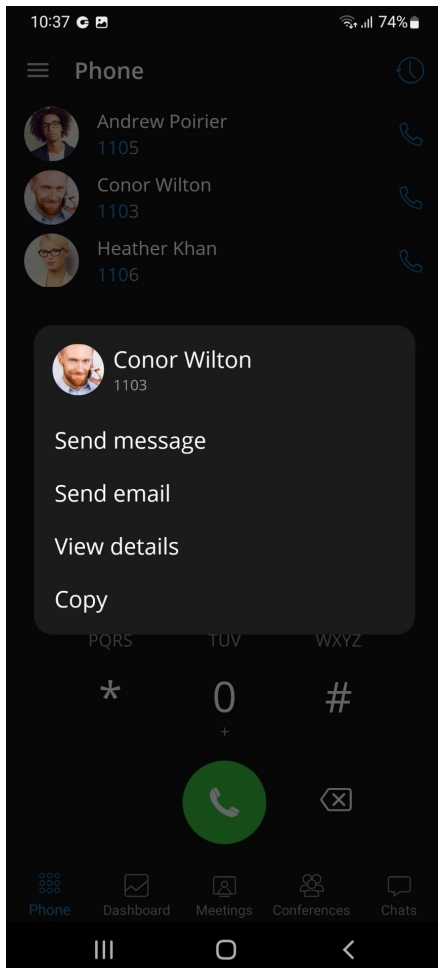 10:37
74%
Phone
Andrew Poirier
1105
Conor Wilton
1103
Heather Khan
1106
Conor Wilton
1103
Send message
Send email
View details
Copy
PQRS TUV WXYZ
* 0 #
+
Phone Dashboard Meetings Conferences Chats